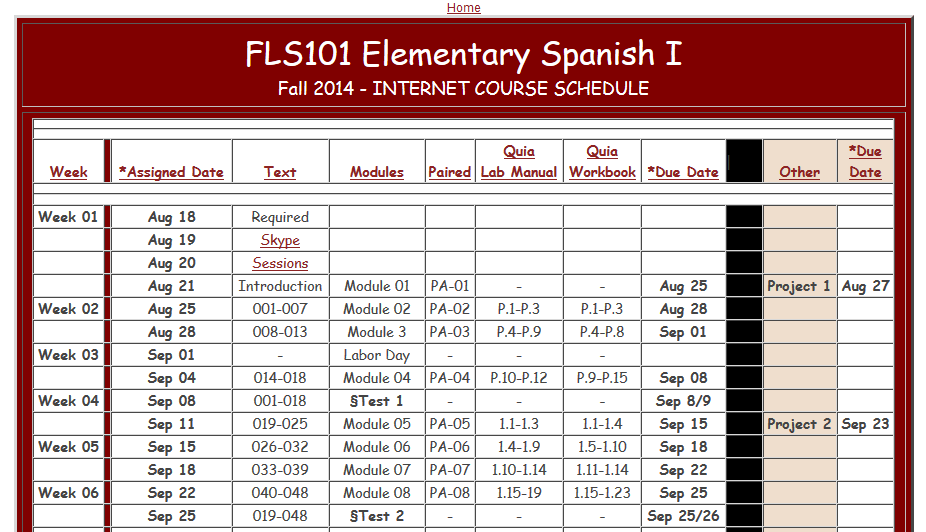 Home
FLS101 Elementary Spanish I
Fall 2014 - INTERNET COURSE SCHEDULE
Week *Assigned Date Text Modules Paired Quia Lab Manual Quia Workbook *Due Date Other *Due Date
Week 01 Aug 18 Required
Aug 19 Skype
Aug 20 Sessions
Aug 21 Introduction Module 01 PA-01 - - Aug 25 Project 1 Aug 27
Week 02 Aug 25 001-007 Module 02 PA-02 P.1-P.3 P.1-P.3 Aug 28
Aug 28 008-013 Module 3 PA-03 P.4-P.9 P.4-P.8 Sep 01
Week 03 Sep 01 - Labor Day - - -
Sep 04 014-018 Module 04 PA-04 P.10-P.12 P.9-P.15 Sep 08
Week 04 Sep 08 001-018 §Test 1 - - - Sep 8/9
Sep 11 019-025 Module 05 PA-05 1.1-1.3 1.1-1.4 Sep 15 Project 2 Sep 23
Week 05 Sep 15 026-032 Module 06 PA-06 1.4-1.9 1.5-1.10 Sep 18
Sep 18 033-039 Module 07 PA-07 1.10-1.14 1.11-1.14 Sep 22
Week 06 Sep 22 040-048 Module 08 PA-08 1.15-19 1.15-1.23 Sep 25
Sep 25 019-048 §Test 2 - - - Sep 25/26